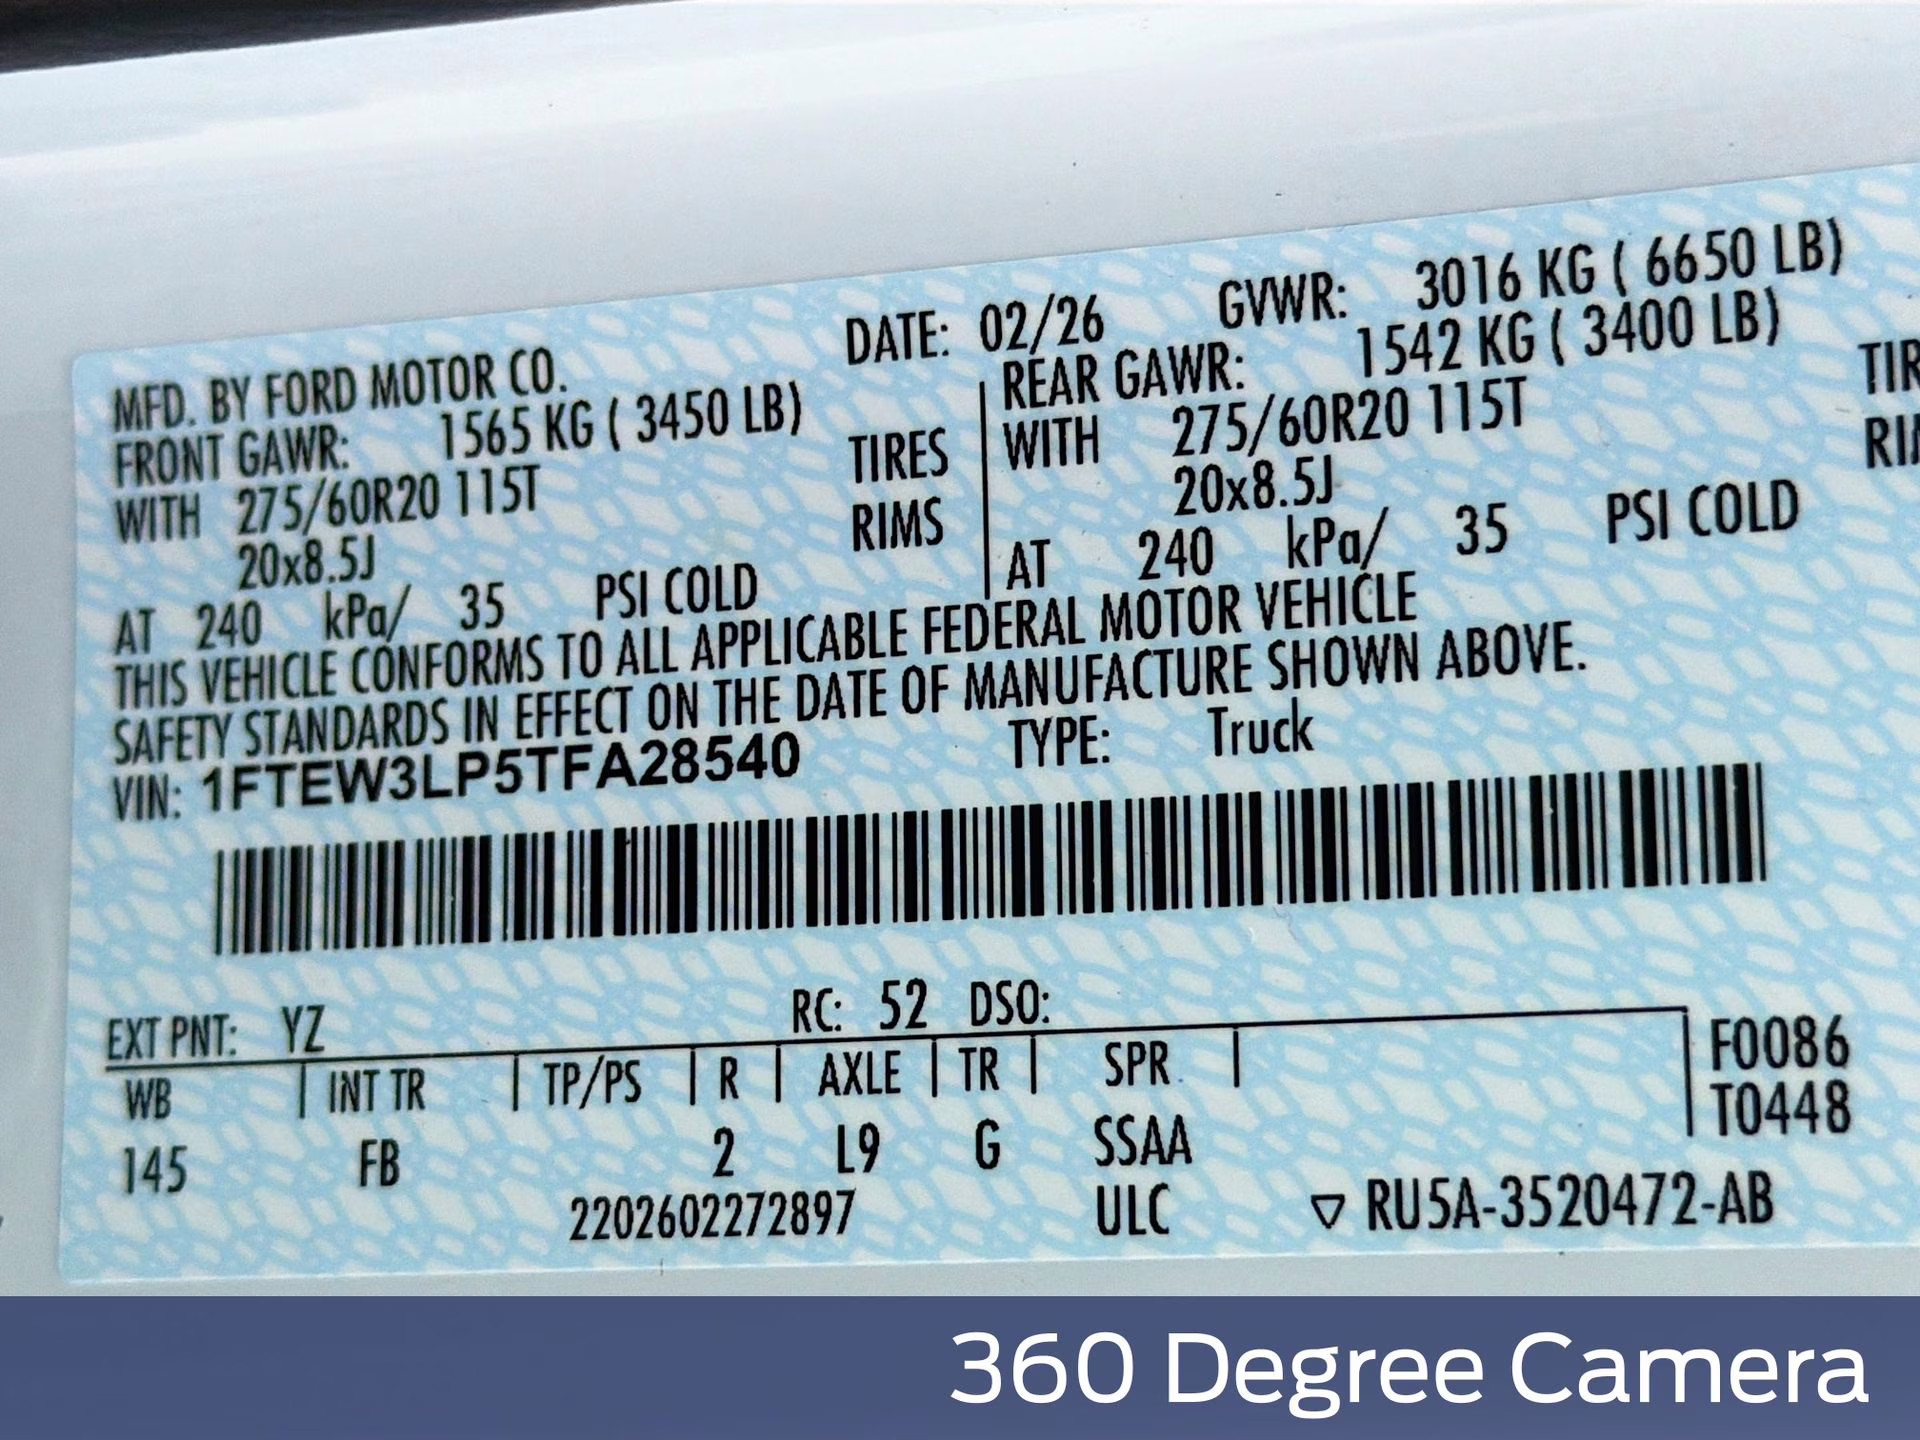 DATE: 02/26 GVWR: 3016 KG ( 6650 LB)
MFD. BY FORD MOTOR CO.
FRONT GAWR: 1565 KG ( 3450 LB)
WITH 275/60R20 115T TIRES
20x8.5J RIMS
AT 240 kPa/ 35 PSI COLD
REAR GAWR: 1542 KG ( 3400 LB)
WITH 275/60R20 115T TIR
20x8.5J RI
AT 240 kPa/ 35 PSI COLD
THIS VEHICLE CONFORMS TO ALL APPLICABLE FEDERAL MOTOR VEHICLE
SAFETY STANDARDS IN EFFECT ON THE DATE OF MANUFACTURE SHOWN ABOVE.
VIN: 1FTEW3LP5TFA28540 TYPE: Truck
EXT PNT: YZ RC: 52 DSO:
WB INT TR TP/PS R AXLE TR SPR F0086
T0448
145 FB 2 L9 G SSAA
2202602272897 ULC ▽ RU5A-3520472-AB
360 Degree Camera